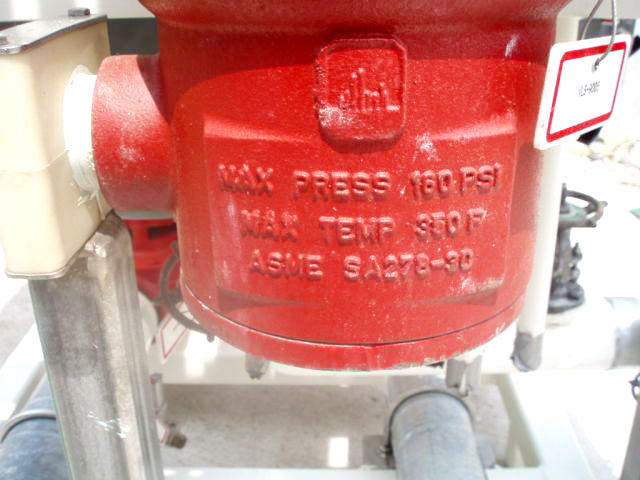 MAX PRESS 160 PSI
MAX TEMP 350 F
ASME SA278-30